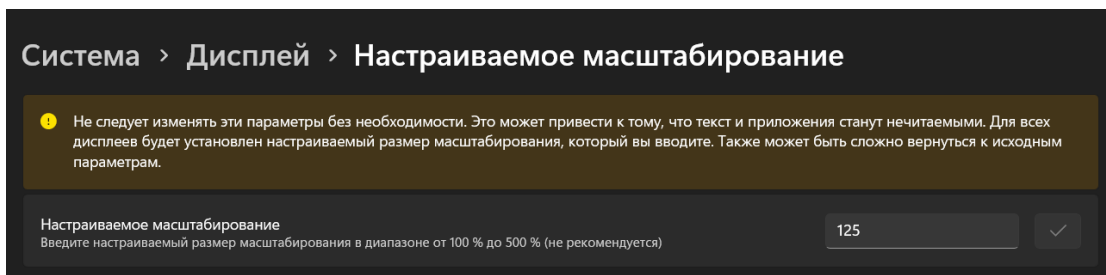 Система > Дисплей > Настраиваемое масштабирование
Не следует изменять эти параметры без необходимости. Это может привести к тому, что текст и приложения станут нечитаемыми. Для всех
дисплеев будет установлен настраиваемый размер масштабирования, который вы вводите. Также может быть сложно вернуться к исходным
параметрам.
Настраиваемое масштабирование
Введите настраиваемый размер масштабирования в диапазоне от 100 % до 500 % (не рекомендуется)
125